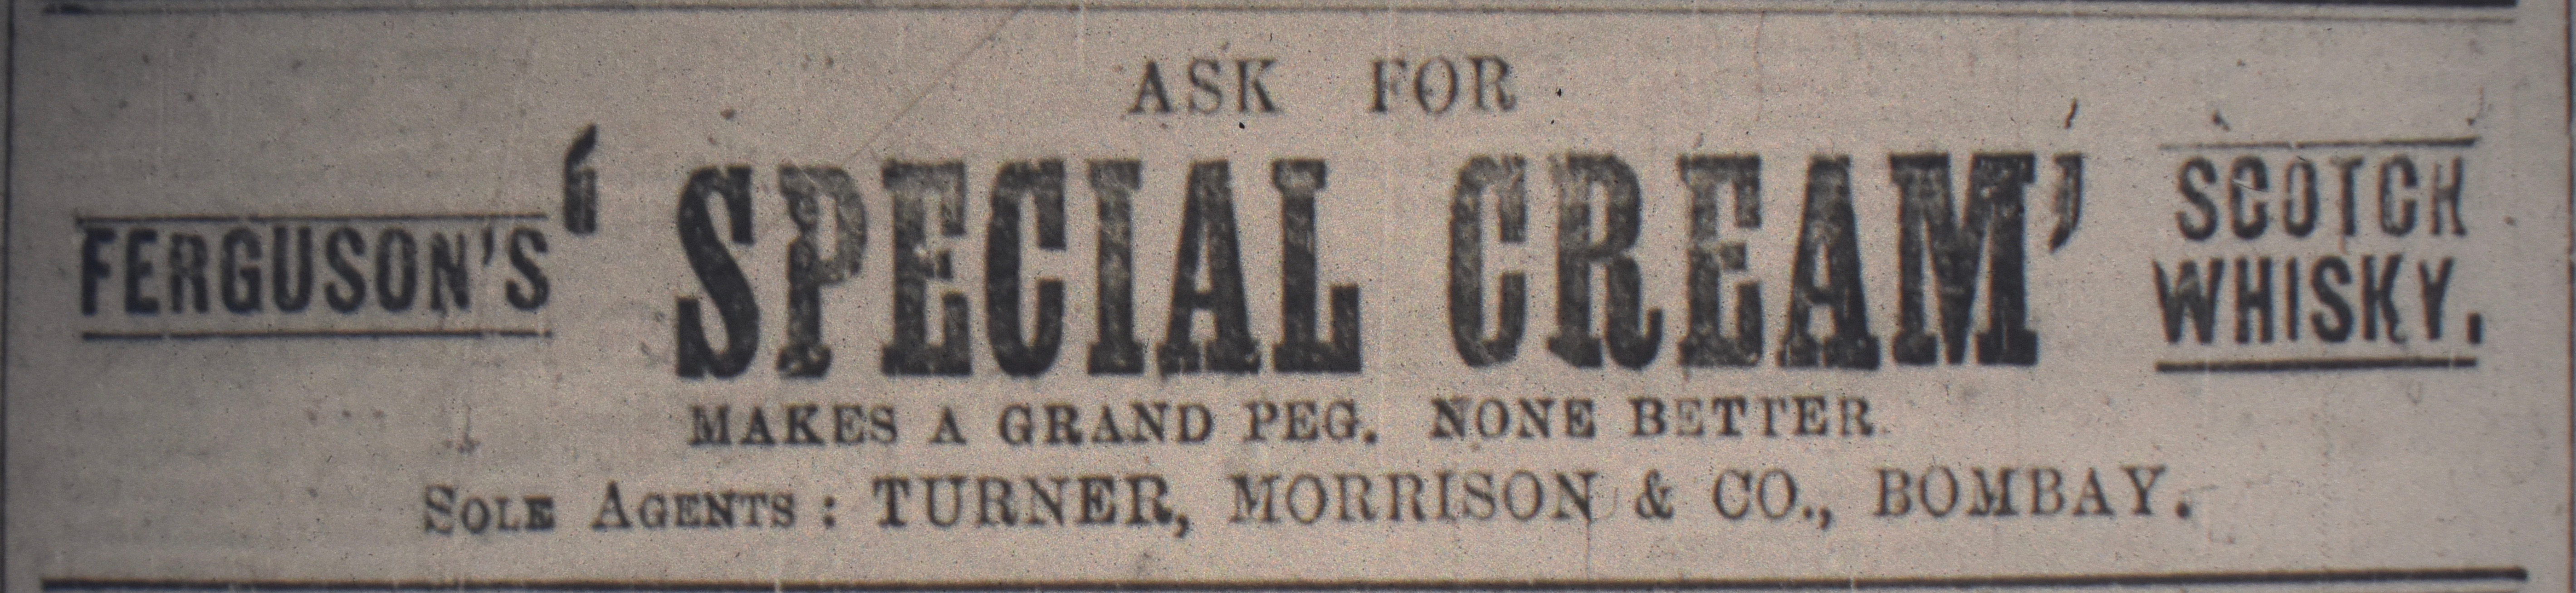 ASK FOR
FERGUSON'S ‘SPECIAL CREAM’ SCOTCH WHISKY.
MAKES A GRAND PEG. NONE BETTER
SOLE AGENTS : TURNER, MORRISON & CO., BOMBAY.